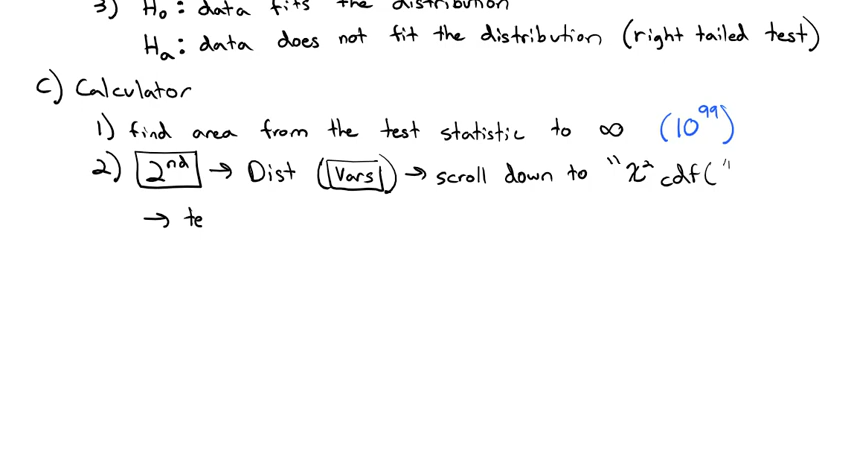 3) H₀ : data fits the distribution
Hₐ : data does not fit the distribution (right tailed test)
C) Calculator
1) find area from the test statistic to ∞ (10⁹⁹)
2) 2ⁿᵈ → Dist (Vars) → scroll down to "χ² cdf("
→ te